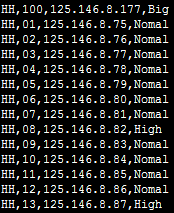 HH,100,125.146.8.177,Big
HH,01,125.146.8.75,Nomal
HH,02,125.146.8.76,Nomal
HH,03,125.146.8.77,Nomal
HH,04,125.146.8.78,Nomal
HH,05,125.146.8.79,Nomal
HH,06,125.146.8.80,Nomal
HH,07,125.146.8.81,Nomal
HH,08,125.146.8.82,High
HH,09,125.146.8.83,Nomal
HH,10,125.146.8.84,Nomal
HH,11,125.146.8.85,Nomal
HH,12,125.146.8.86,Nomal
HH,13,125.146.8.87,High